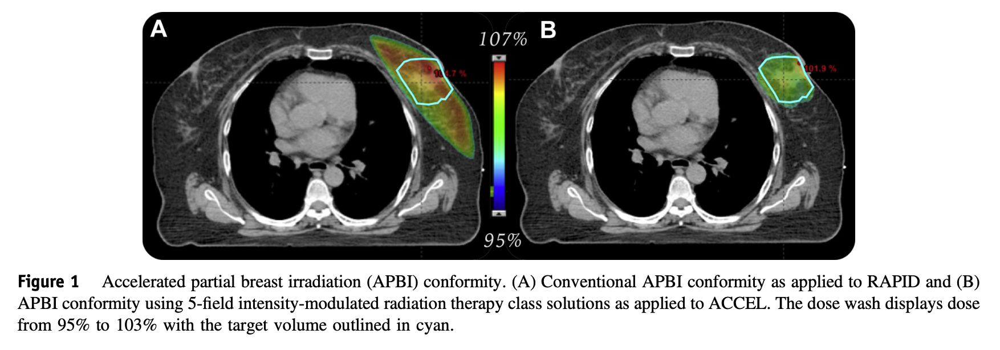 A
107%
B
104.7 %
101.9 %
95%
Figure 1 Accelerated partial breast irradiation (APBI) conformity. (A) Conventional APBI conformity as applied to RAPID and (B)
APBI conformity using 5-field intensity-modulated radiation therapy class solutions as applied to ACCEL. The dose wash displays dose
from 95% to 103% with the target volume outlined in cyan.